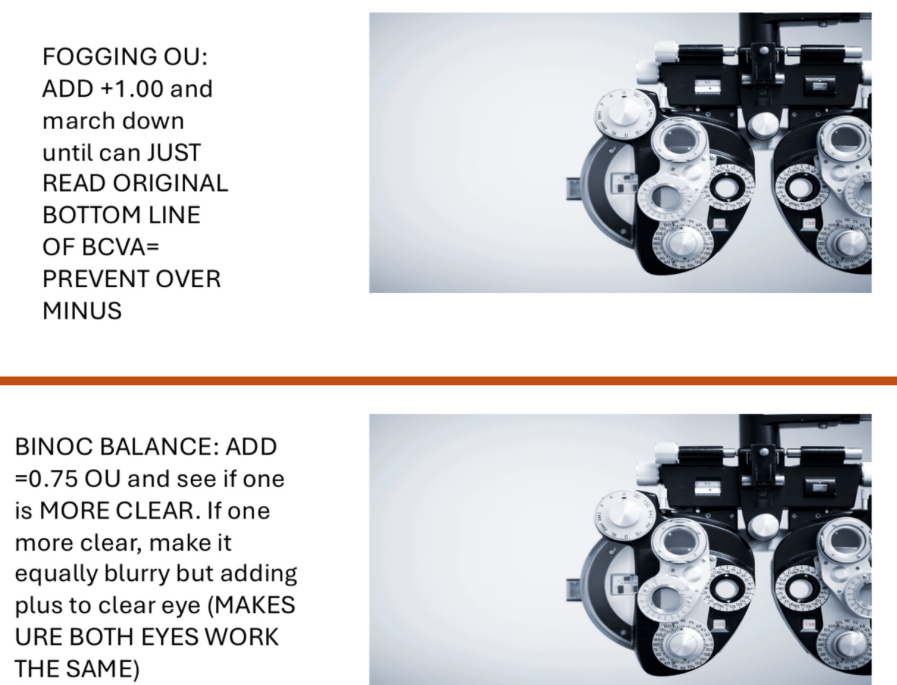 FOGGING OU:
ADD +1.00 and
march down
until can JUST
READ ORIGINAL
BOTTOM LINE
OF BCVA=
PREVENT OVER
MINUS
BINOC BALANCE: ADD
=0.75 OU and see if one
is MORE CLEAR. If one
more clear, make it
equally blurry but adding
plus to clear eye (MAKES
URE BOTH EYES WORK
THE SAME)